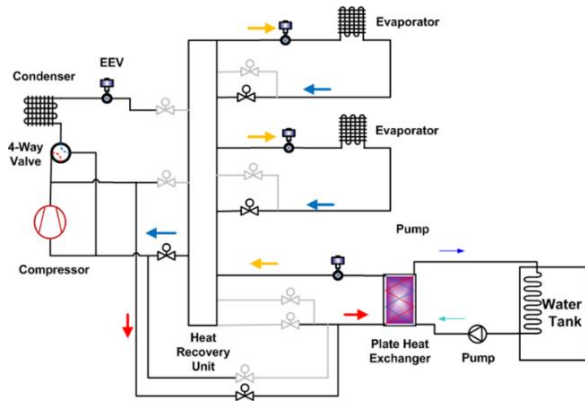 Evaporator
EEV
Condenser
4-Way
Valve
Evaporator
Compressor
Pump
Heat
Recovery
Unit
Plate Heat
Exchanger
Pump
Water
Tank